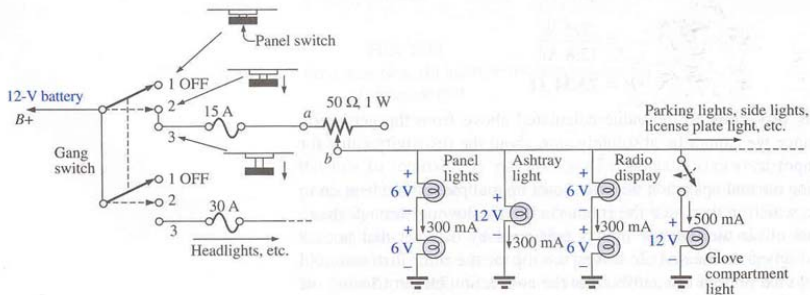 Panel switch
1 OFF
12-V battery
B+
2
15 A
a
50 Ω, 1 W
3
b
Gang
switch
1 OFF
2
3
30 A
Headlights, etc.
Parking lights, side lights,
license plate light, etc.
Panel
lights
Ashtray
light
Radio
display
+
6 V
–
300 mA
+
6 V
–
+
12 V
–
300 mA
+
6 V
–
300 mA
+
6 V
–
500 mA
12 V
Glove
compartment
light